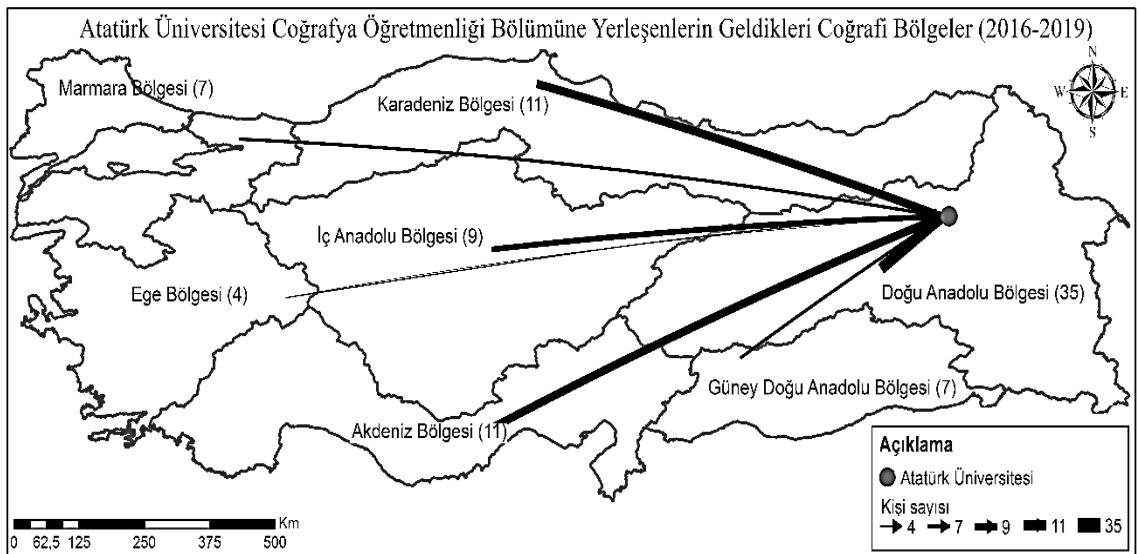 Atatürk Üniversitesi Coğrafya Öğretmenliği Bölümüne Yerleşenlerin Geldikleri Coğrafi Bölgeler (2016-2019)
Marmara Bölgesi (7)
Karadeniz Bölgesi (11)
N
W E
S
İç Anadolu Bölgesi (9)
Ege Bölgesi (4)
Doğu Anadolu Bölgesi (35)
Güney Doğu Anadolu Bölgesi (7)
Akdeniz Bölgesi (11)
Açıklama
Atatürk Üniversitesi
Kişi sayısı
4 7 9 11 35
Km
0 62,5 125 250 375 500